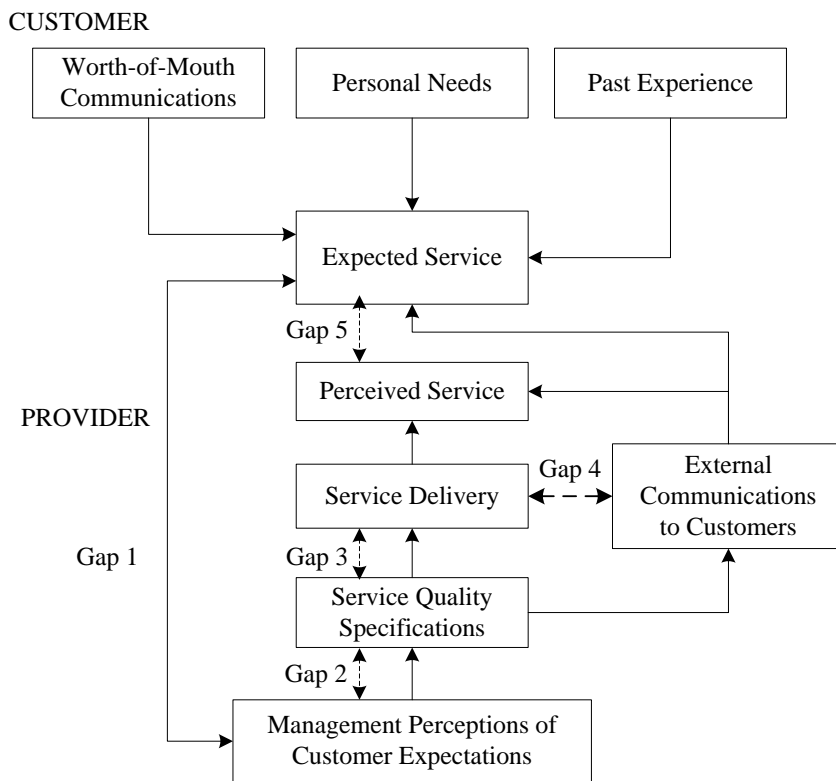 CUSTOMER
Worth-of-Mouth
Communications
Personal Needs
Past Experience
Expected Service
Gap 5
Perceived Service
PROVIDER
Gap 4
External
Communications
to Customers
Service Delivery
Gap 1
Gap 3
Service Quality
Specifications
Gap 2
Management Perceptions of
Customer Expectations